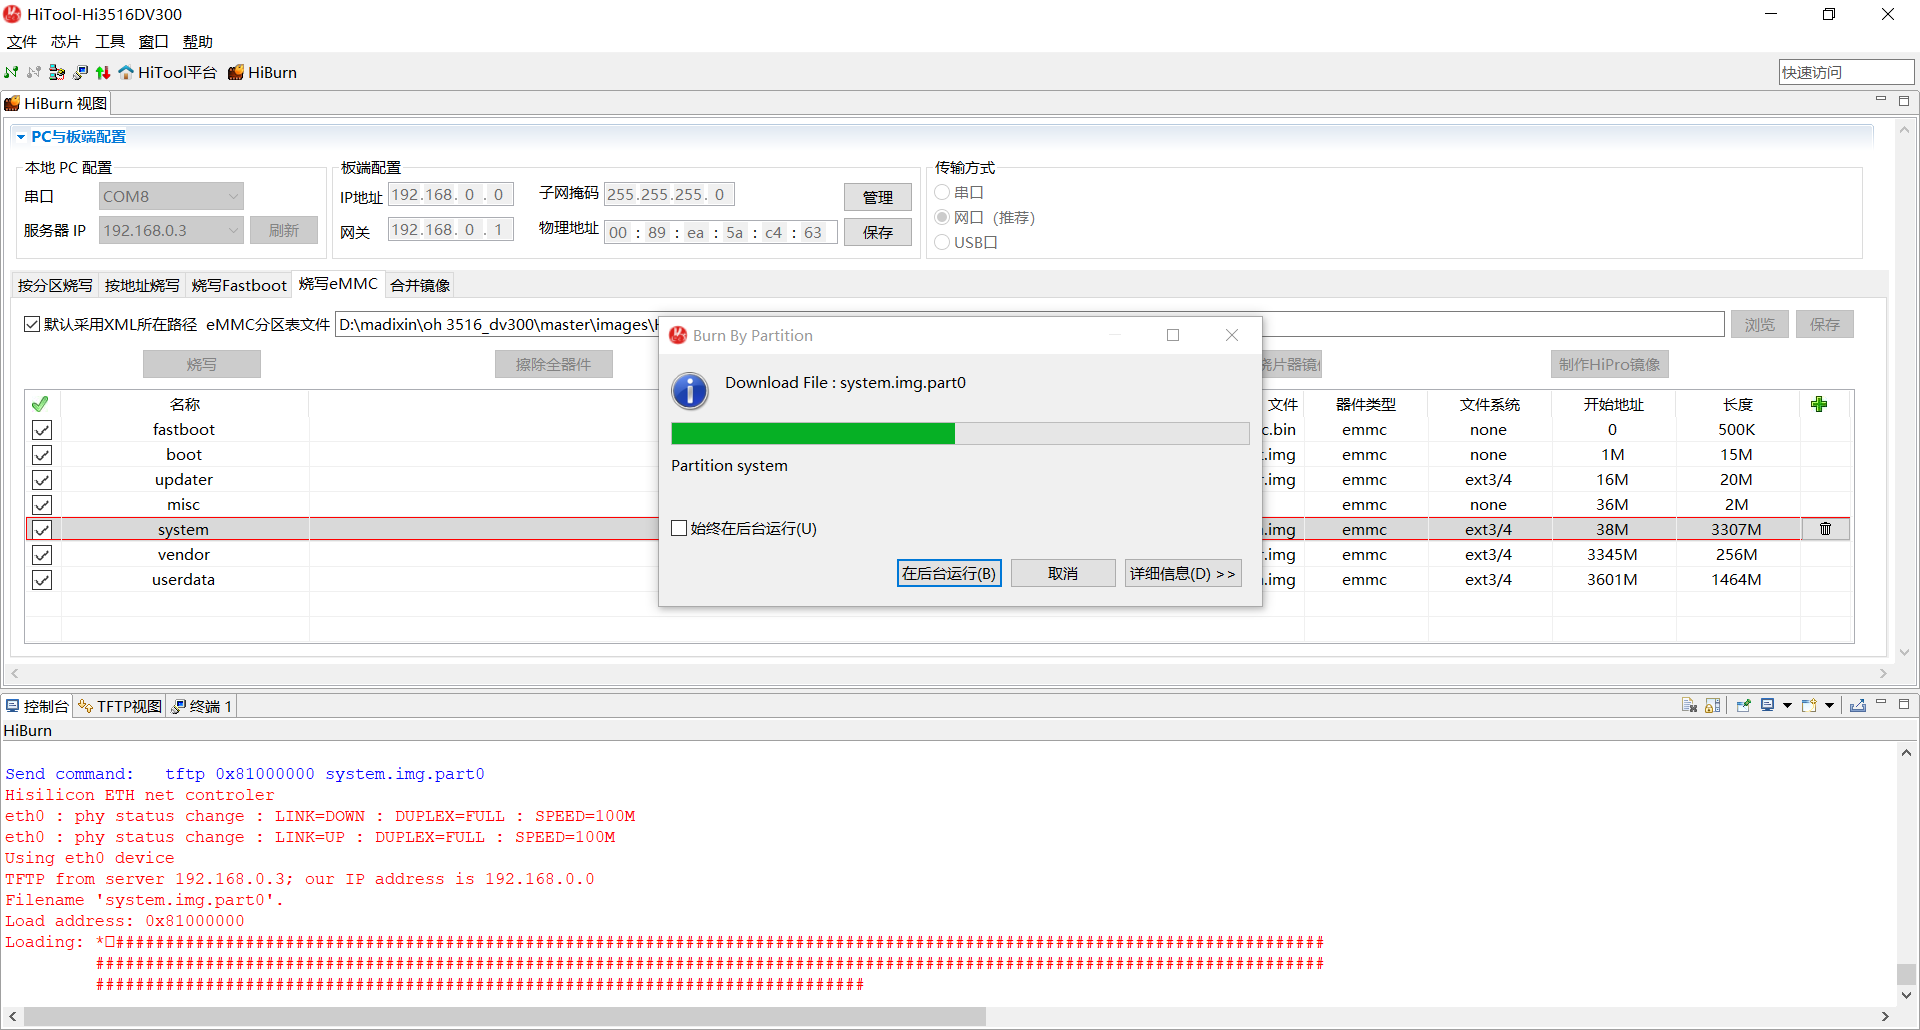 HiTool-Hi3516DV300
文件 芯片 工具 窗口 帮助
HiTool平台 HiBurn 快速访问
HiBurn 视图
PC与板端配置
本地 PC 配置
串口 COM8
服务器 IP 192.168.0.3 刷新
板端配置
IP地址 192.168. 0 . 0 子网掩码 255.255.255. 0 管理
网关 192.168. 0 . 1 物理地址 00 : 89 : ea : 5a : c4 : 63 保存
传输方式
串口
网口（推荐）
USB口
按分区烧写 按地址烧写 烧写Fastboot 烧写eMMC 合并镜像
默认采用XML所在路径 eMMC分区表文件 D:\madixin\oh 3516_dv300\master\images\ 浏览 保存
烧写 擦除全器件 烧片器镜 制作HiPro镜像
名称 文件 器件类型 文件系统 开始地址 长度
fastboot c.bin emmc none 0 500K
boot .img emmc none 1M 15M
updater r.img emmc ext3/4 16M 20M
misc emmc none 36M 2M
system .img emmc ext3/4 38M 3307M
vendor r.img emmc ext3/4 3345M 256M
userdata .img emmc ext3/4 3601M 1464M
Burn By Partition
Download File : system.img.part0
Partition system
始终在后台运行(U)
在后台运行(B) 取消 详细信息(D) >>
控制台 TFTP视图 终端 1
HiBurn
Send command:   tftp 0x81000000 system.img.part0
Hisilicon ETH net controler
eth0 : phy status change : LINK=DOWN : DUPLEX=FULL : SPEED=100M
eth0 : phy status change : LINK=UP : DUPLEX=FULL : SPEED=100M
Using eth0 device
TFTP from server 192.168.0.3; our IP address is 192.168.0.0
Filename 'system.img.part0'.
Load address: 0x81000000
Loading: *□#########################################################################################################################
###########################################################################################################################
#############################################################################